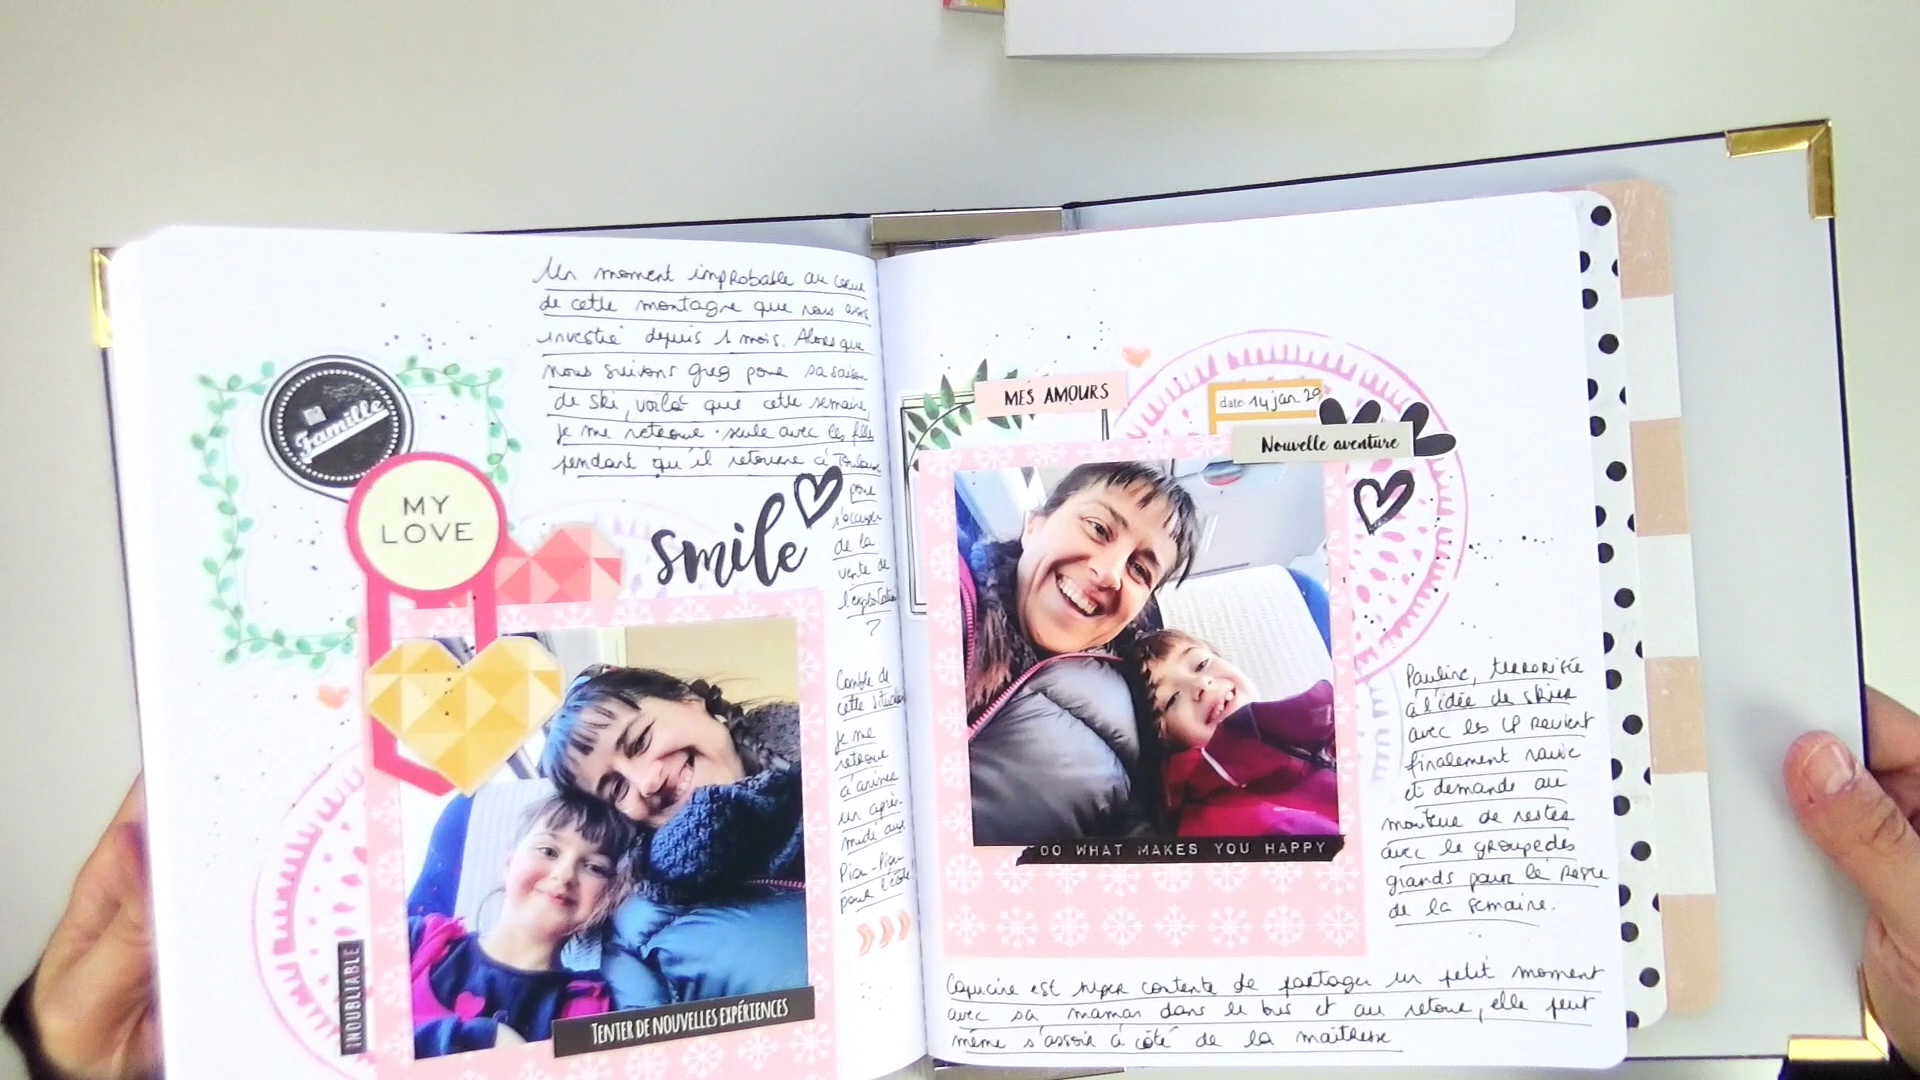 Un moment improbable au coeur
de cette montagne que nous avons
investie depuis 1 mois. Alors que
nous suivons greg pour sa saison
de ski, voilà que cette semaine,
je me retrouve seule avec les filles
pendant qu'il retourne à Toulouse
pour
s'occuper
de la
vente de
l'exploitation
?
Comble de
cette situation
je me
retrouve
à animer
un après-
midi aux
Piou-Piou
pour l'école!
Famille
MY
LOVE
smile
INOUBLIABLE
TENTER DE NOUVELLES EXPÉRIENCES
MES AMOURS
date 14 jan 29
Nouvelle aventure
DO WHAT MAKES YOU HAPPY
Pauline, terrorisée
à l'idée de skier
avec les CP revient
finalement ravie
et demande au
moniteur de rester
avec le groupe des
grands pour le reste
de la semaine.
Capucine est super contente de partager un petit moment
avec sa maman dans le bus et au retour, elle peut
même s'assoir à côté de la maîtresse